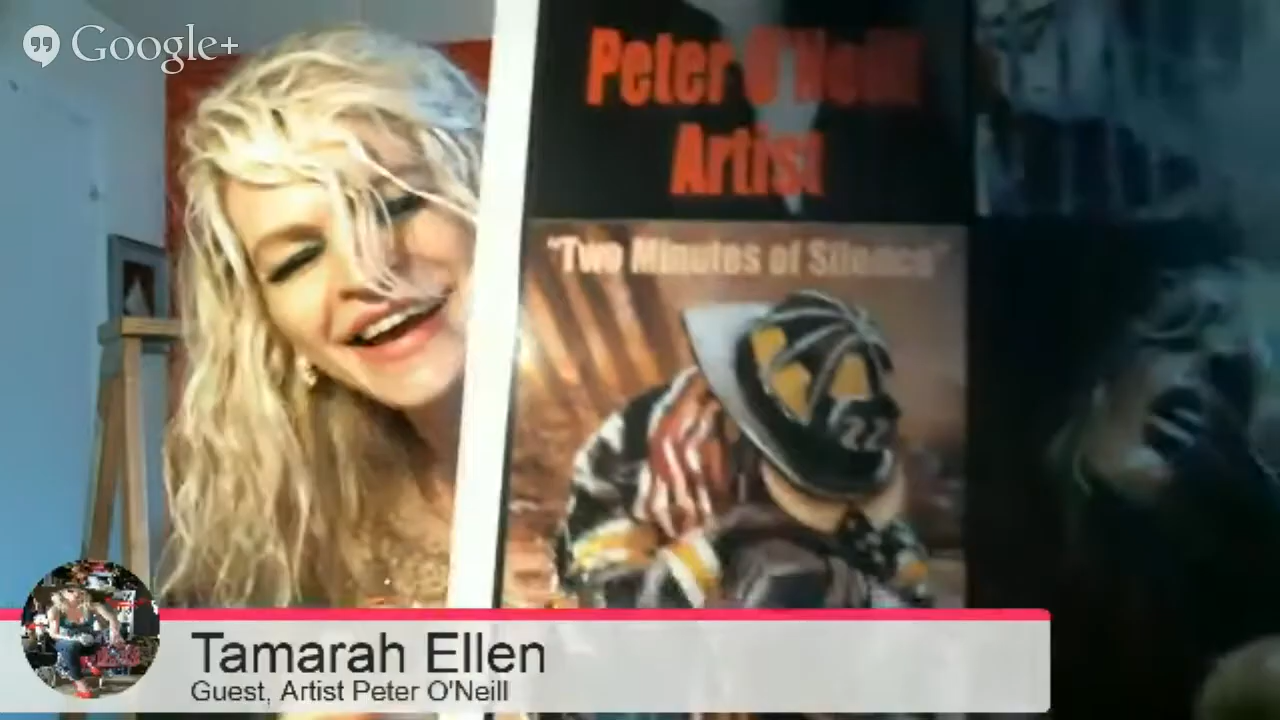 Google+
Peter O'Neill
Artist
"Two Minutes of Silence"
22
Tamarah Ellen
Guest, Artist Peter O'Neill